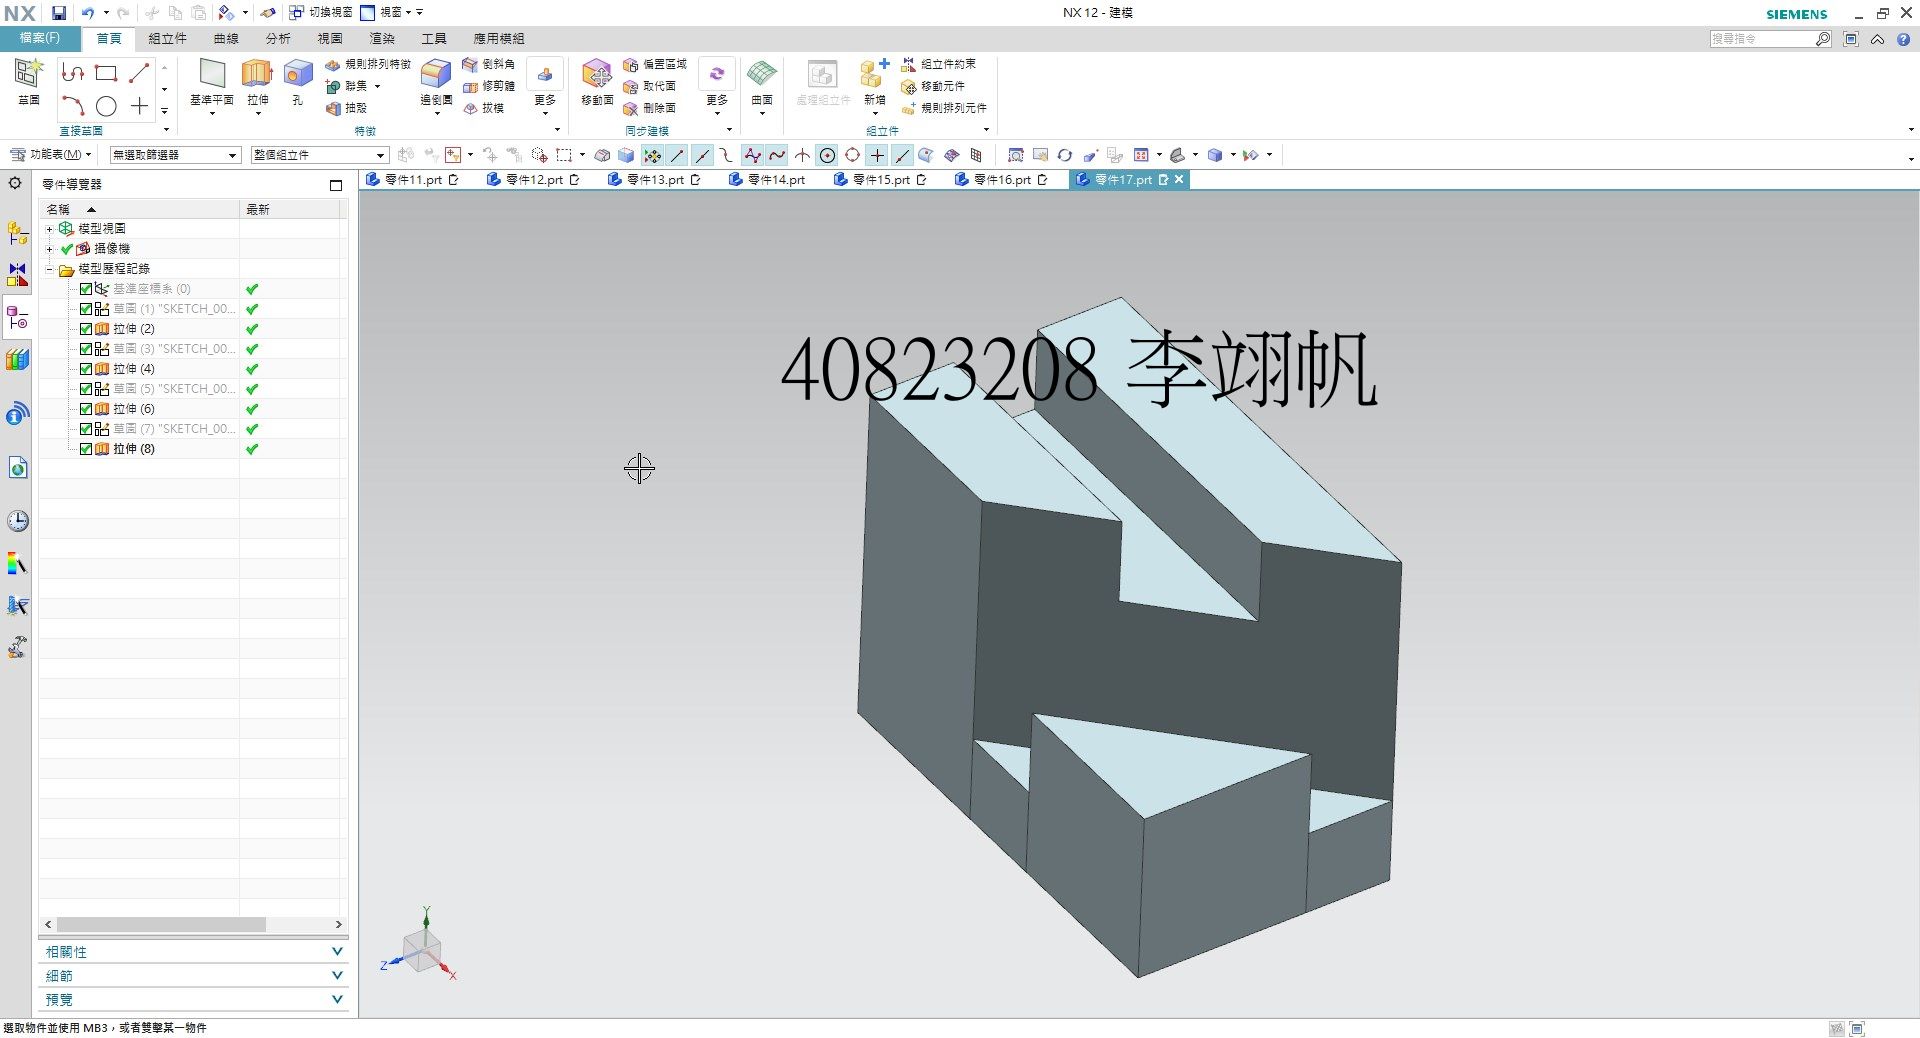 NX 切換視窗 視窗 NX 12 - 建模 SIEMENS
檔案(F) 首頁 組立件 曲線 分析 視圖 渲染 工具 應用模組 搜尋指令
草圖 基準平面 拉伸 孔 規則排列特徵 聯集 抽殼 邊倒圓 倒斜角 修剪體 拔模 更多 移動面 偏置區域 取代面 刪除面 更多 曲面 處理組立件 新增 組立件約束 移動元件 規則排列元件
直接草圖 特徵 同步建模 組立件
功能表(M) 無選取篩選器 整個組立件
零件導覽器 零件11.prt 零件12.prt 零件13.prt 零件14.prt 零件15.prt 零件16.prt 零件17.prt
名稱 最新
模型視圖
攝像機
模型歷程記錄
基準座標系 (0)
草圖 (1) "SKETCH_00...
拉伸 (2)
草圖 (3) "SKETCH_00...
拉伸 (4)
草圖 (5) "SKETCH_00...
拉伸 (6)
草圖 (7) "SKETCH_00...
拉伸 (8)
40823208 李翊帆
Y
Z
X
相關性
細節
預覽
選取物件並使用 MB3，或者雙擊某一物件